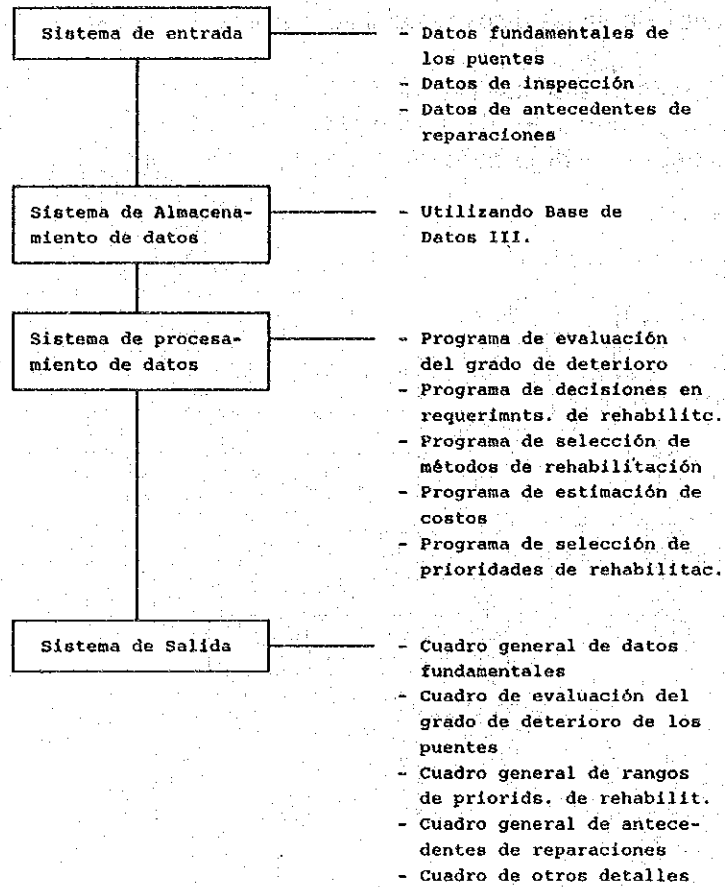 Sistema de entrada
- Datos fundamentales de
los puentes
- Datos de inspección
- Datos de antecedentes de
reparaciones
Sistema de Almacena-
miento de datos
- Utilizando Base de
Datos III.
Sistema de procesa-
miento de datos
- Programa de evaluación
del grado de deterioro
- Programa de decisiones en
requerimnts. de rehabilitc.
- Programa de selección de
métodos de rehabilitación
- Programa de estimación de
costos
- Programa de selección de
prioridades de rehabilitac.
Sistema de Salida
- Cuadro general de datos
fundamentales
- Cuadro de evaluación del
grado de deterioro de los
puentes
- Cuadro general de rangos
de priorids. de rehabilit.
- Cuadro general de antece-
dentes de reparaciones
- Cuadro de otros detalles